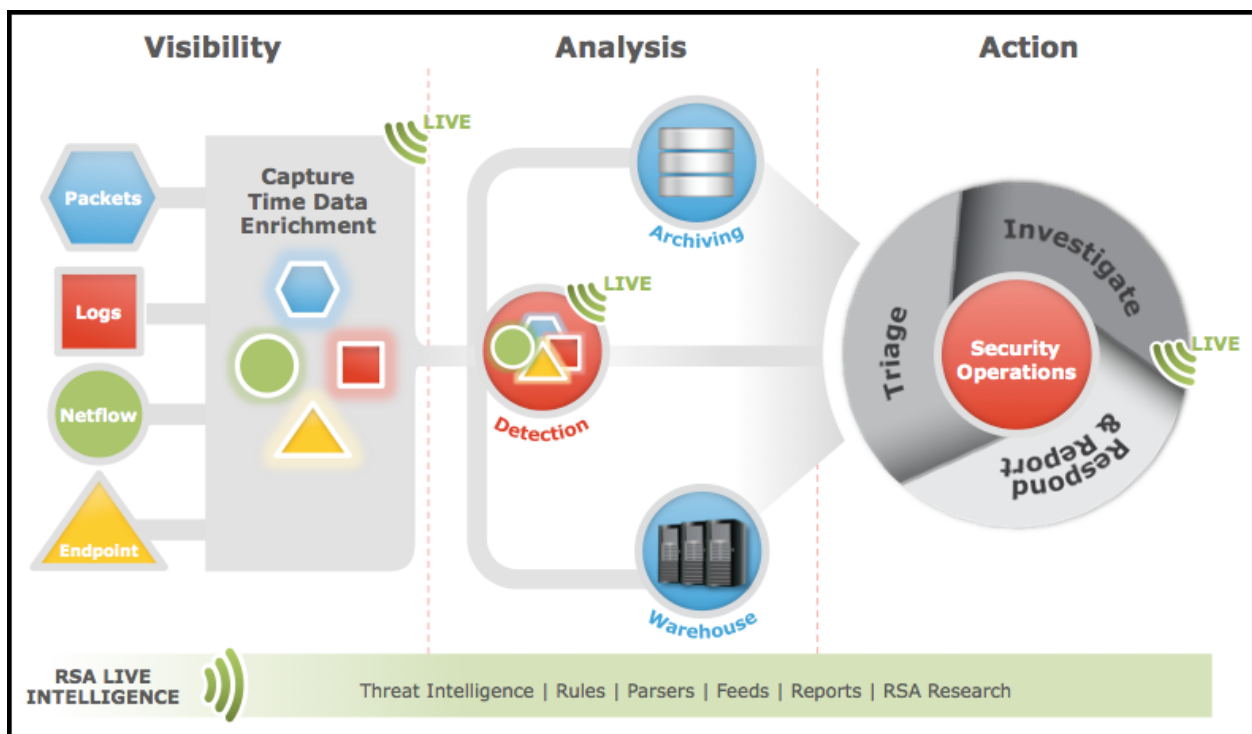 Visibility
Analysis
Action
LIVE
Packets
Logs
Netflow
Endpoint
Capture
Time Data
Enrichment
Archiving
LIVE
Detection
Warehouse
Triage
Investigate
LIVE
Security
Operations
Respond
& Report
RSA LIVE
INTELLIGENCE
Threat Intelligence | Rules | Parsers | Feeds | Reports | RSA Research